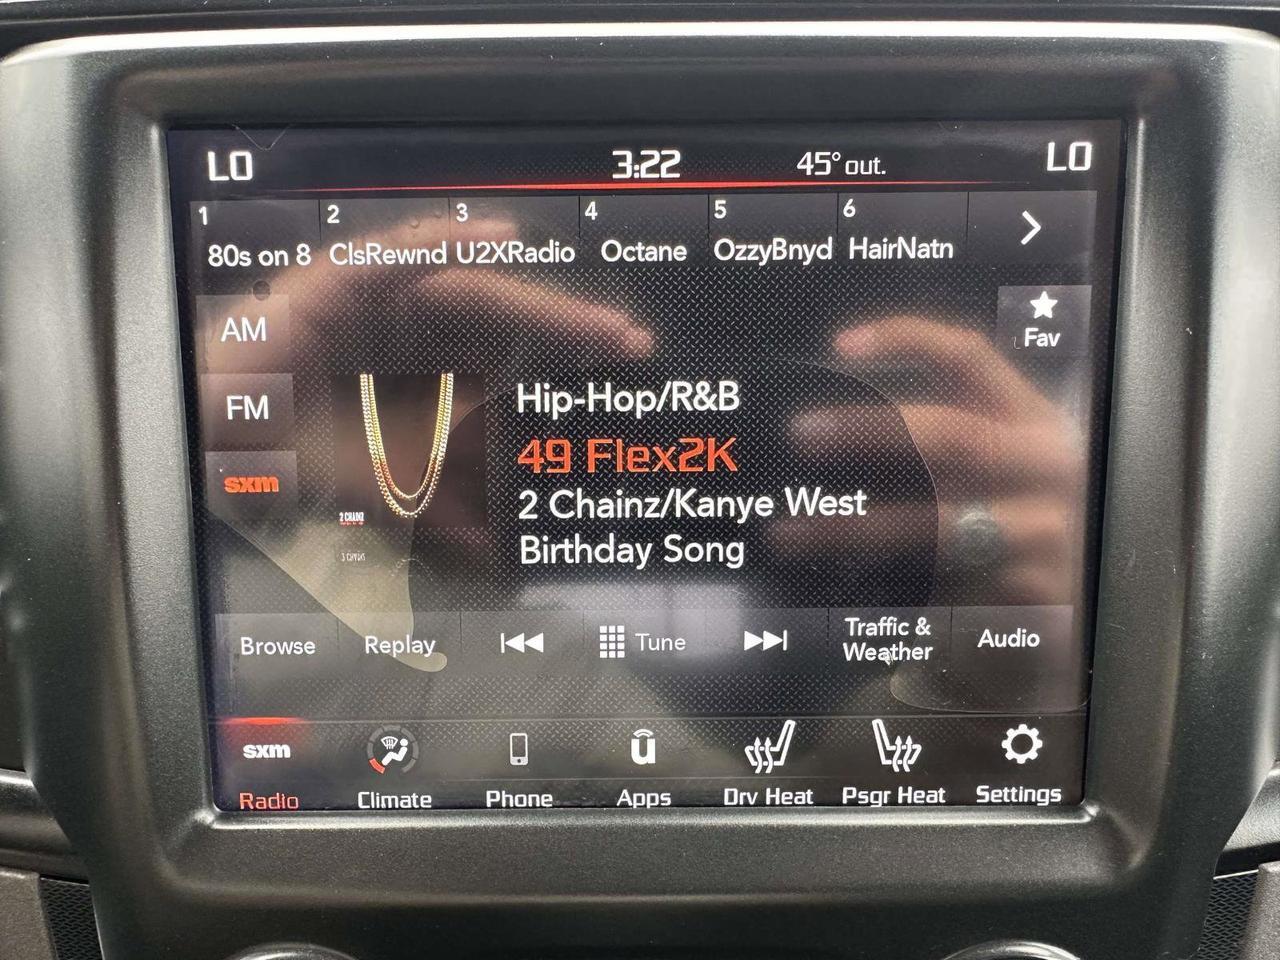 LO
3:22
45° out.
LO
1
2
3
4
5
6
80s on 8
ClsRewnd
U2XRadio
Octane
OzzyBnyd
HairNatn
AM
Fav
FM
Hip-Hop/R&B
49 Flex2K
sxm
2 Chainz/Kanye West
2 CHAINZ
Birthday Song
Browse
Replay
Tune
Traffic &
Weather
Audio
sxm
u
Radio
Climate
Phone
Apps
Drv Heat
Psgr Heat
Settings